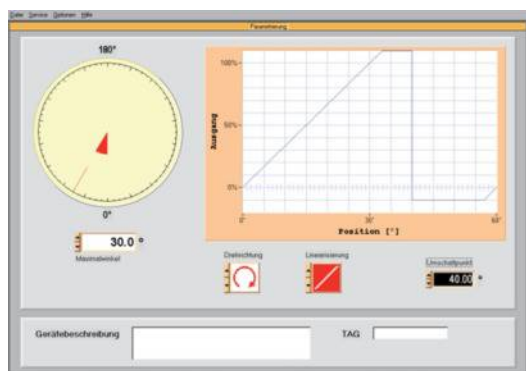 Datei Service Optionen Hilfe
Parametrierung
180°
0°
30.0 °
Maximalwinkel
100%
50%
0%
Ausgang
0° 30° 60°
Position [°]
Drehrichtung
Linearisierung
Umschaltpunkt
40.00 °
Gerätebeschreibung
TAG